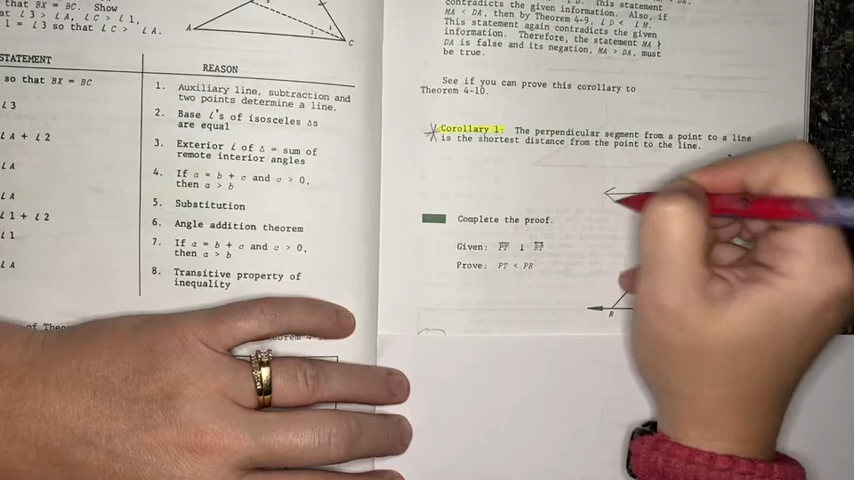 that BX = BC. Show
at ∠3 > ∠A, ∠C > ∠1,
1 = ∠3 so that ∠C > ∠A.
A
C
STATEMENT
REASON
so that BX = BC
1. Auxiliary line, subtraction and
two points determine a line.
∠3
2. Base ∠'s of isosceles △s
are equal
∠A + ∠2
3. Exterior ∠ of △ = sum of
remote interior angles
∠A
4. If a = b + c and c > 0,
then a > b
∠A
5. Substitution
∠1 + ∠2
6. Angle addition theorem
∠1
7. If a = b + c and c > 0,
then a > b
∠A
8. Transitive property of
inequality
contradicts the given information. Also, if
MA < DA, then by Theorem 4-9, ∠D < ∠M.
This statement again contradicts the given
information. Therefore, the statement MA ≯
DA is false and its negation, MA > DA, must
be true.
See if you can prove this corollary to
Theorem 4-10.
Corollary 1: The perpendicular segment from a point to a line
is the shortest distance from the point to the line.
Complete the proof.
Given: PT ⊥ RT
Prove: PT < PR
R